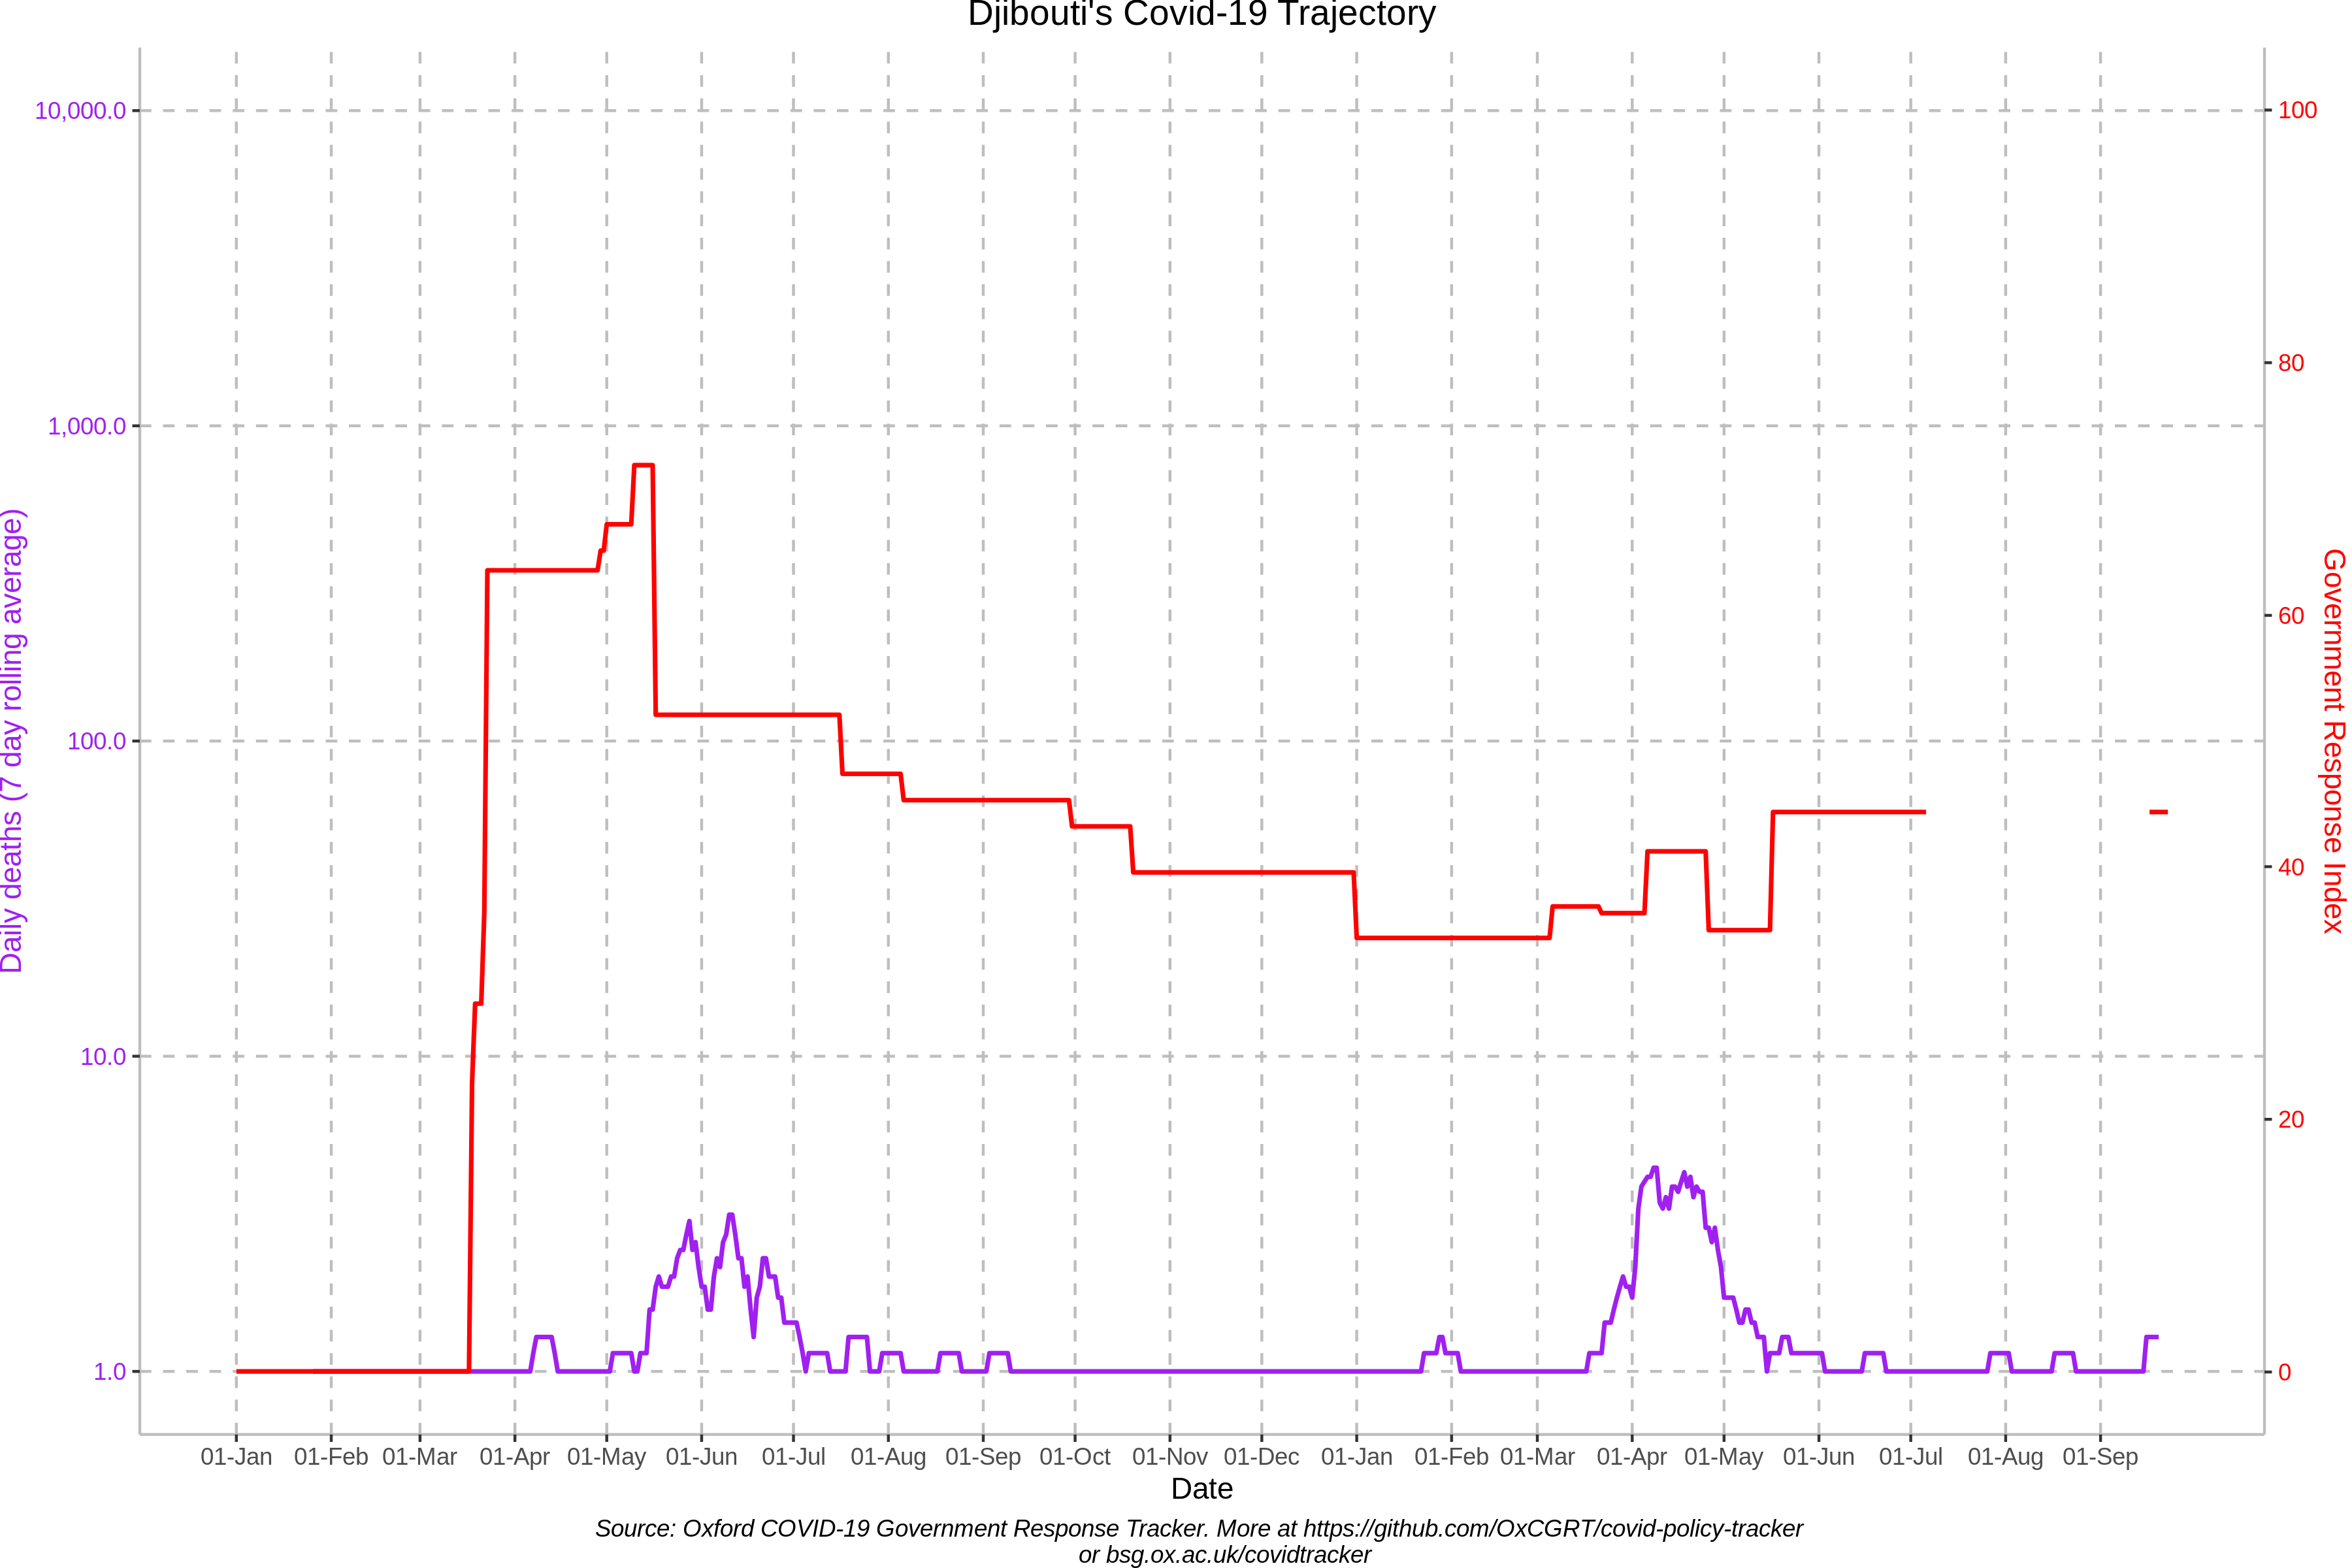 Djibouti's Covid-19 Trajectory
10,000.0
1,000.0
100.0
10.0
1.0
Daily deaths (7 day rolling average)
100
80
60
40
20
0
Government Response Index
01-Jan 01-Feb 01-Mar 01-Apr 01-May 01-Jun 01-Jul 01-Aug 01-Sep 01-Oct 01-Nov 01-Dec 01-Jan 01-Feb 01-Mar 01-Apr 01-May 01-Jun 01-Jul 01-Aug 01-Sep
Date
Source: Oxford COVID-19 Government Response Tracker. More at https://github.com/OxCGRT/covid-policy-tracker
or bsg.ox.ac.uk/covidtracker